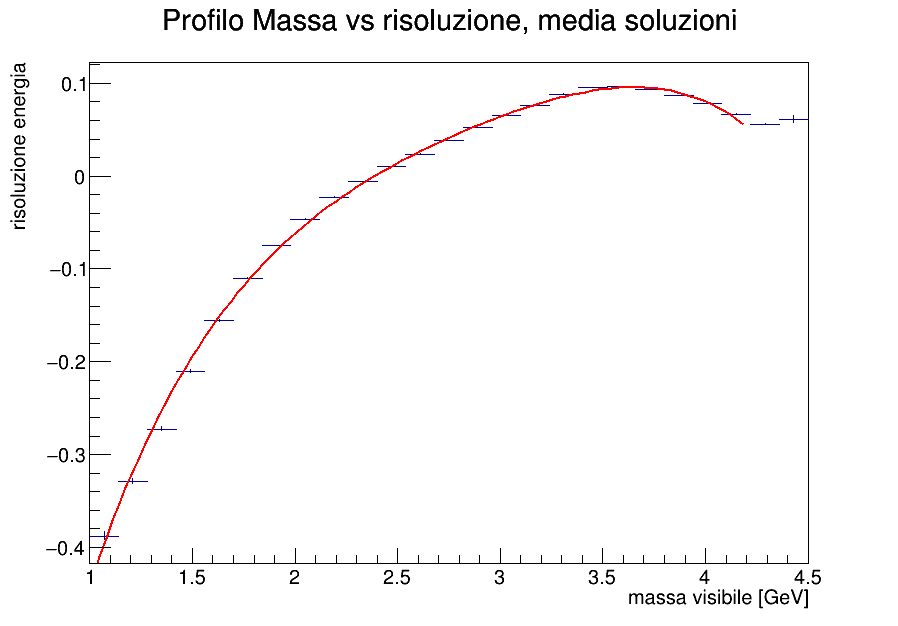 Profilo Massa vs risoluzione, media soluzioni
risoluzione energia
0.1
0
−0.1
−0.2
−0.3
−0.4
1 1.5 2 2.5 3 3.5 4 4.5
massa visibile [GeV]